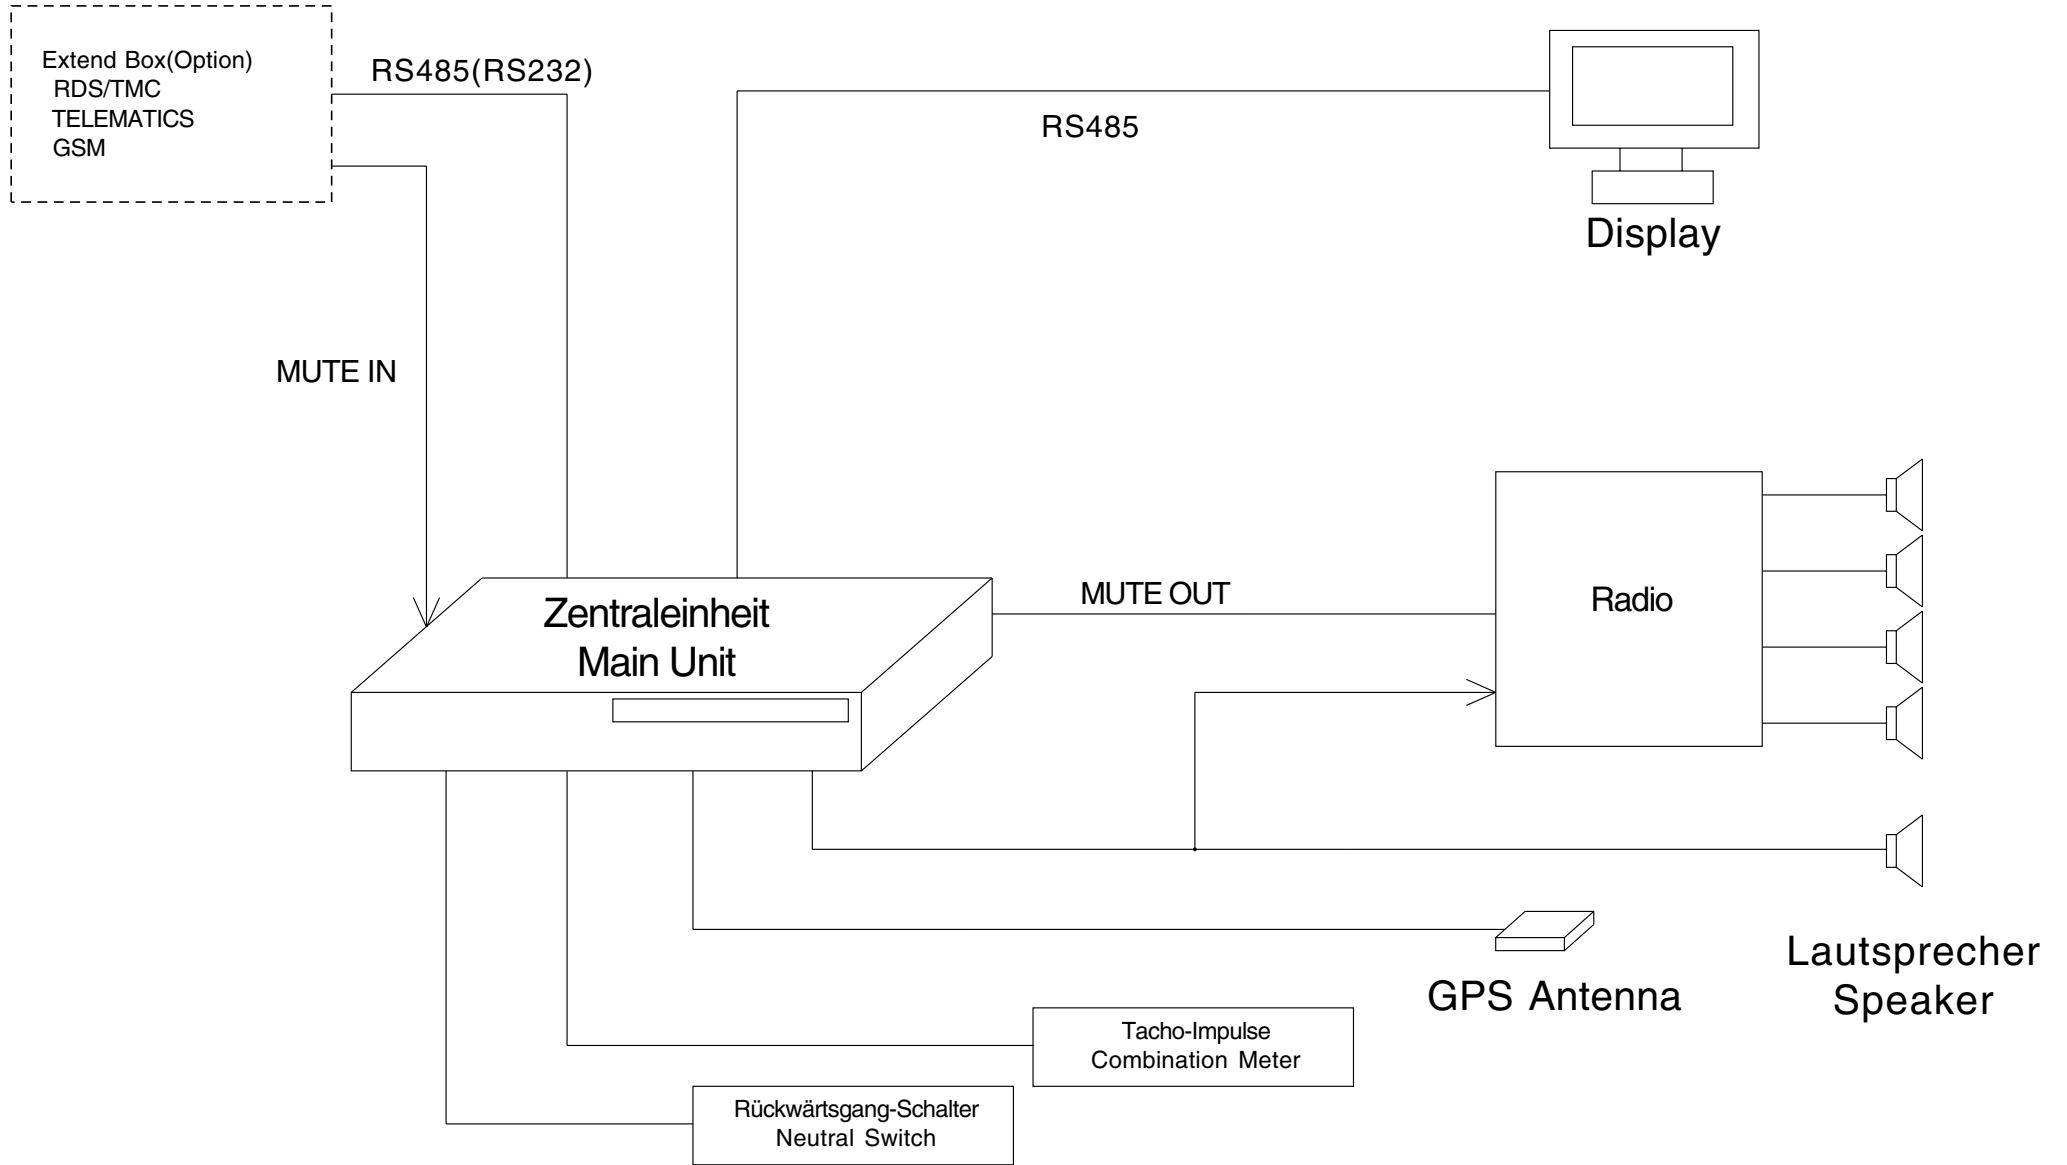 Extend Box(Option)
RDS/TMC
TELEMATICS
GSM
RS485(RS232)
RS485
Display
MUTE IN
Zentraleinheit
Main Unit
MUTE OUT
Radio
Lautsprecher
Speaker
GPS Antenna
Tacho-Impulse
Combination Meter
Rückwärtsgang-Schalter
Neutral Switch